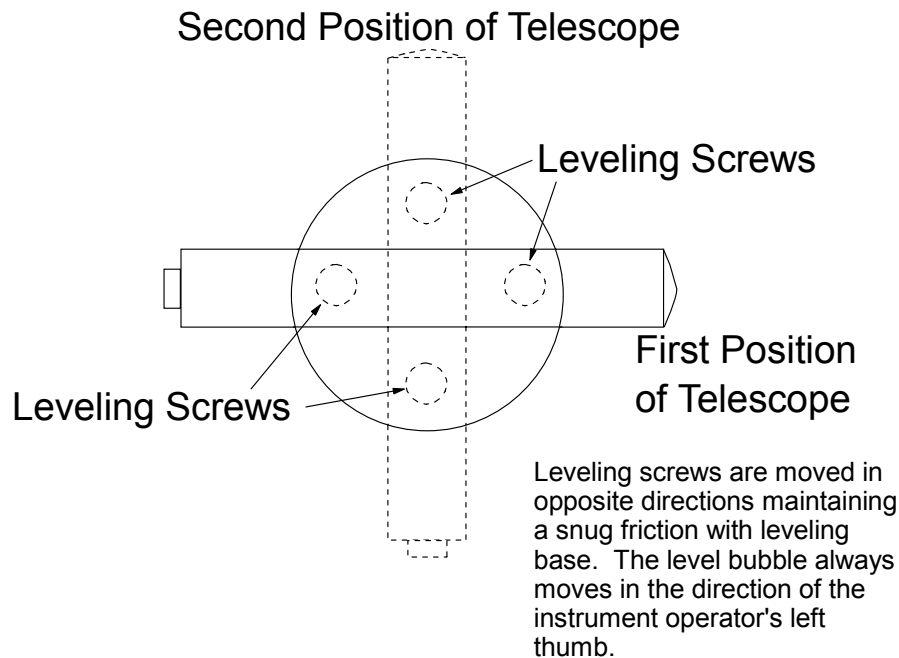 Second Position of Telescope
Leveling Screws
First Position
of Telescope
Leveling Screws
Leveling screws are moved in
opposite directions maintaining
a snug friction with leveling
base.  The level bubble always
moves in the direction of the
instrument operator's left
thumb.